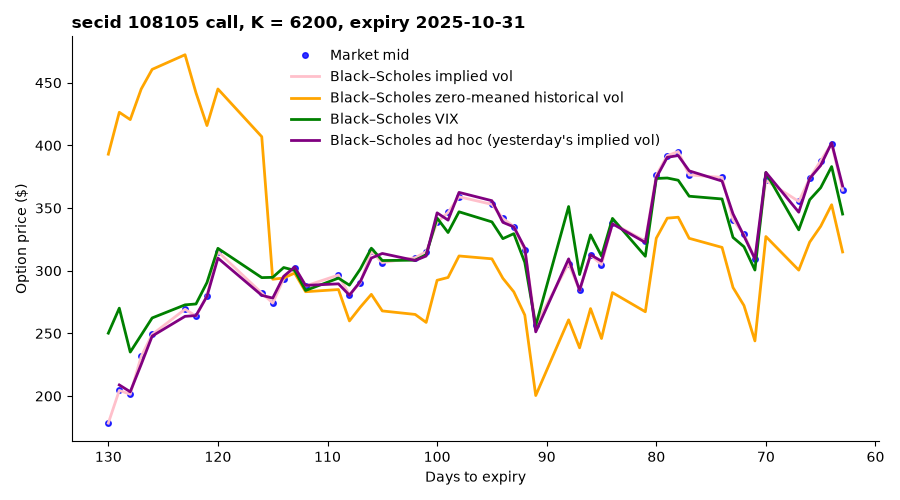 secid 108105 call, K = 6200, expiry 2025-10-31
Market mid
Black–Scholes implied vol
Black–Scholes zero-meaned historical vol
Black–Scholes VIX
Black–Scholes ad hoc (yesterday's implied vol)
Option price ($)
450
400
350
300
250
200
130 120 110 100 90 80 70 60
Days to expiry